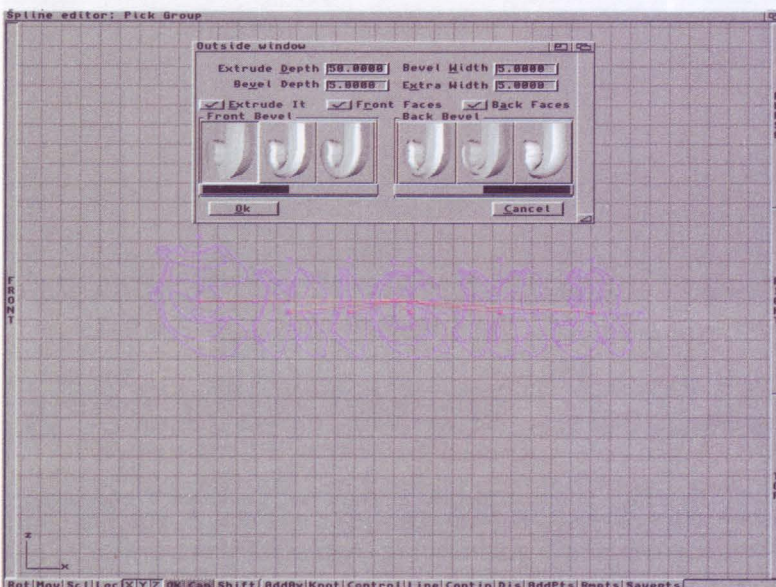 Spline editor: Pick Group
Outside window
Extrude Depth 50.0000 Bevel Width 5.0000
Bevel Depth 5.0000 Extra Width 5.0000
Extrude It Front Faces Back Faces
Front Bevel Back Bevel
Ok Cancel
FRONT
z
x
Rot Mov Scl Loc X Y Z Ok Can Shift AddAx Knot Control Line Contin Dis AddPts Rmpts Savepts